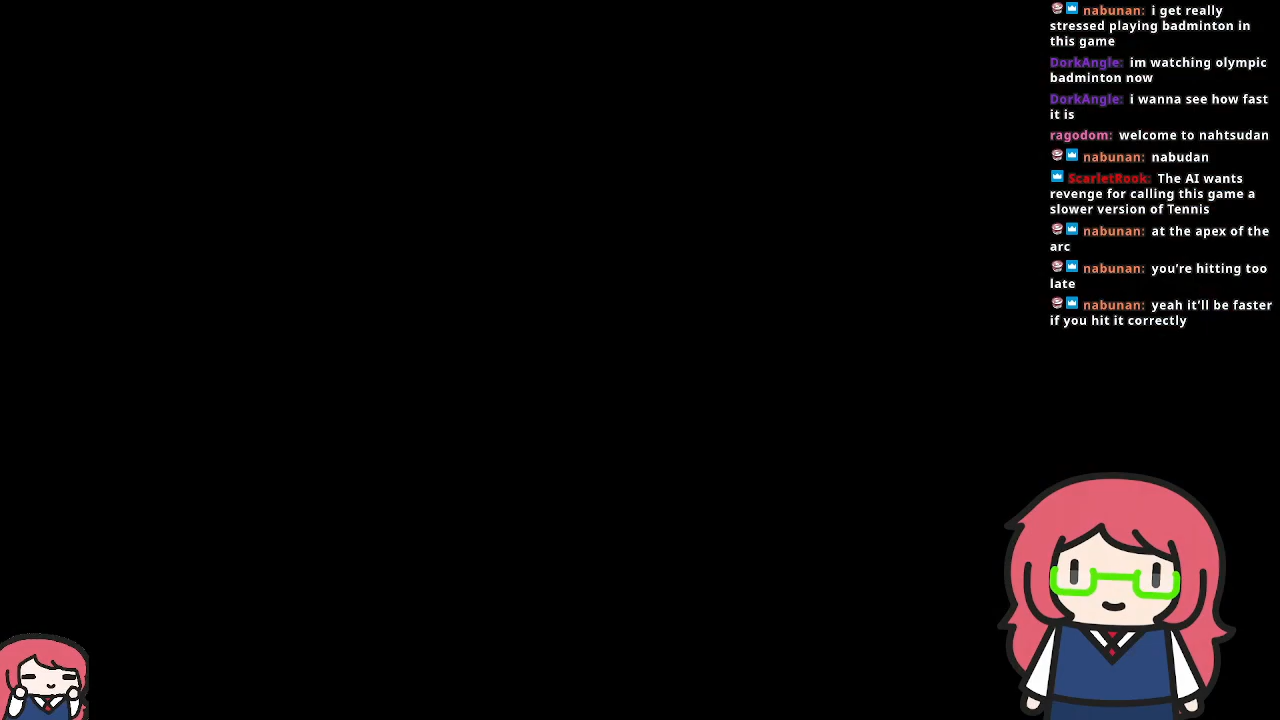 nabunan: i get really
stressed playing badminton in
this game
DorkAngle: im watching olympic
badminton now
DorkAngle: i wanna see how fast
it is
ragodom: welcome to nahtsudan
nabunan: nabudan
ScarletRook: The AI wants
revenge for calling this game a
slower version of Tennis
nabunan: at the apex of the
arc
nabunan: you're hitting too
late
nabunan: yeah it'll be faster
if you hit it correctly